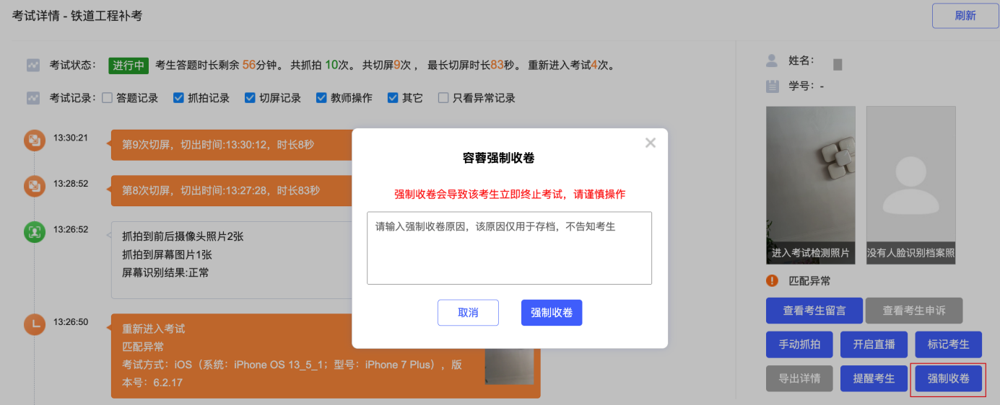 考试详情 - 铁道工程补考
刷新
考试状态： 进行中 考生答题时长剩余 56分钟。 共抓拍 10次。 共切屏9次 ， 最长切屏时长83秒。 重新进入考试4次。
考试记录： 答题记录 抓拍记录 切屏记录 教师操作 其它 只看异常记录
13:30:21
第9次切屏，切出时间:13:30:12，时长8秒
13:28:52
第8次切屏，切出时间:13:27:28，时长83秒
13:26:52
抓拍到前后摄像头照片2张
抓拍到屏幕图片1张
屏幕识别结果:正常
13:26:50
重新进入考试
匹配异常
考试方式：iOS（系统：iPhone OS 13_5_1；型号：iPhone 7 Plus），版
本号：6.2.17
容蓉强制收卷
强制收卷会导致该考生立即终止考试，请谨慎操作
请输入强制收卷原因，该原因仅用于存档，不告知考生
取消 强制收卷
姓名：
学号：-
进入考试检测照片 没有人脸识别档案照
匹配异常
查看考生留言 查看考生申诉
手动抓拍 开启直播 标记考生
导出详情 提醒考生 强制收卷